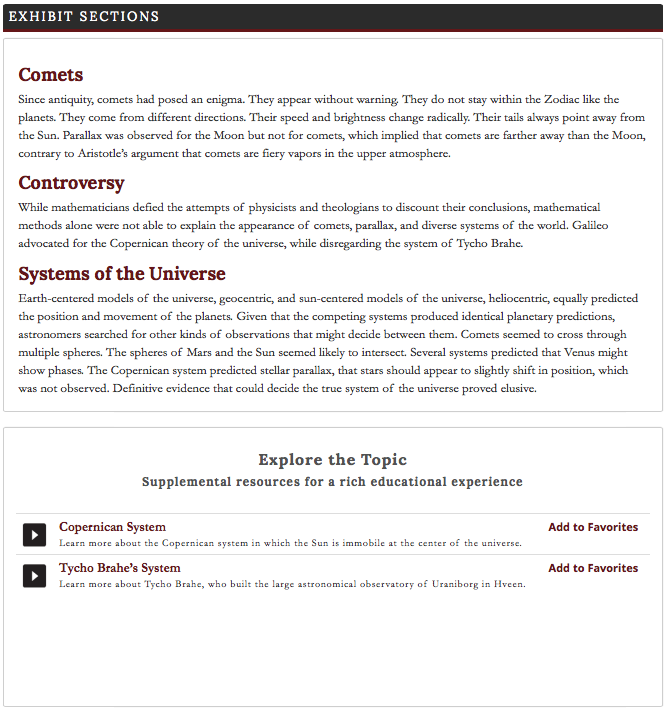 EXHIBIT SECTIONS
Comets
Since antiquity, comets had posed an enigma. They appear without warning. They do not stay within the Zodiac like the
planets. They come from different directions. Their speed and brightness change radically. Their tails always point away from
the Sun. Parallax was observed for the Moon but not for comets, which implied that comets are farther away than the Moon,
contrary to Aristotle’s argument that comets are fiery vapors in the upper atmosphere.
Controversy
While mathematicians defied the attempts of physicists and theologians to discount their conclusions, mathematical
methods alone were not able to explain the appearance of comets, parallax, and diverse systems of the world. Galileo
advocated for the Copernican theory of the universe, while disregarding the system of Tycho Brahe.
Systems of the Universe
Earth-centered models of the universe, geocentric, and sun-centered models of the universe, heliocentric, equally predicted
the position and movement of the planets. Given that the competing systems produced identical planetary predictions,
astronomers searched for other kinds of observations that might decide between them. Comets seemed to cross through
multiple spheres. The spheres of Mars and the Sun seemed likely to intersect. Several systems predicted that Venus might
show phases. The Copernican system predicted stellar parallax, that stars should appear to slightly shift in position, which
was not observed. Definitive evidence that could decide the true system of the universe proved elusive.
Explore the Topic
Supplemental resources for a rich educational experience
Copernican System Add to Favorites
Learn more about the Copernican system in which the Sun is immobile at the center of the universe.
Tycho Brahe’s System Add to Favorites
Learn more about Tycho Brahe, who built the large astronomical observatory of Uraniborg in Hveen.